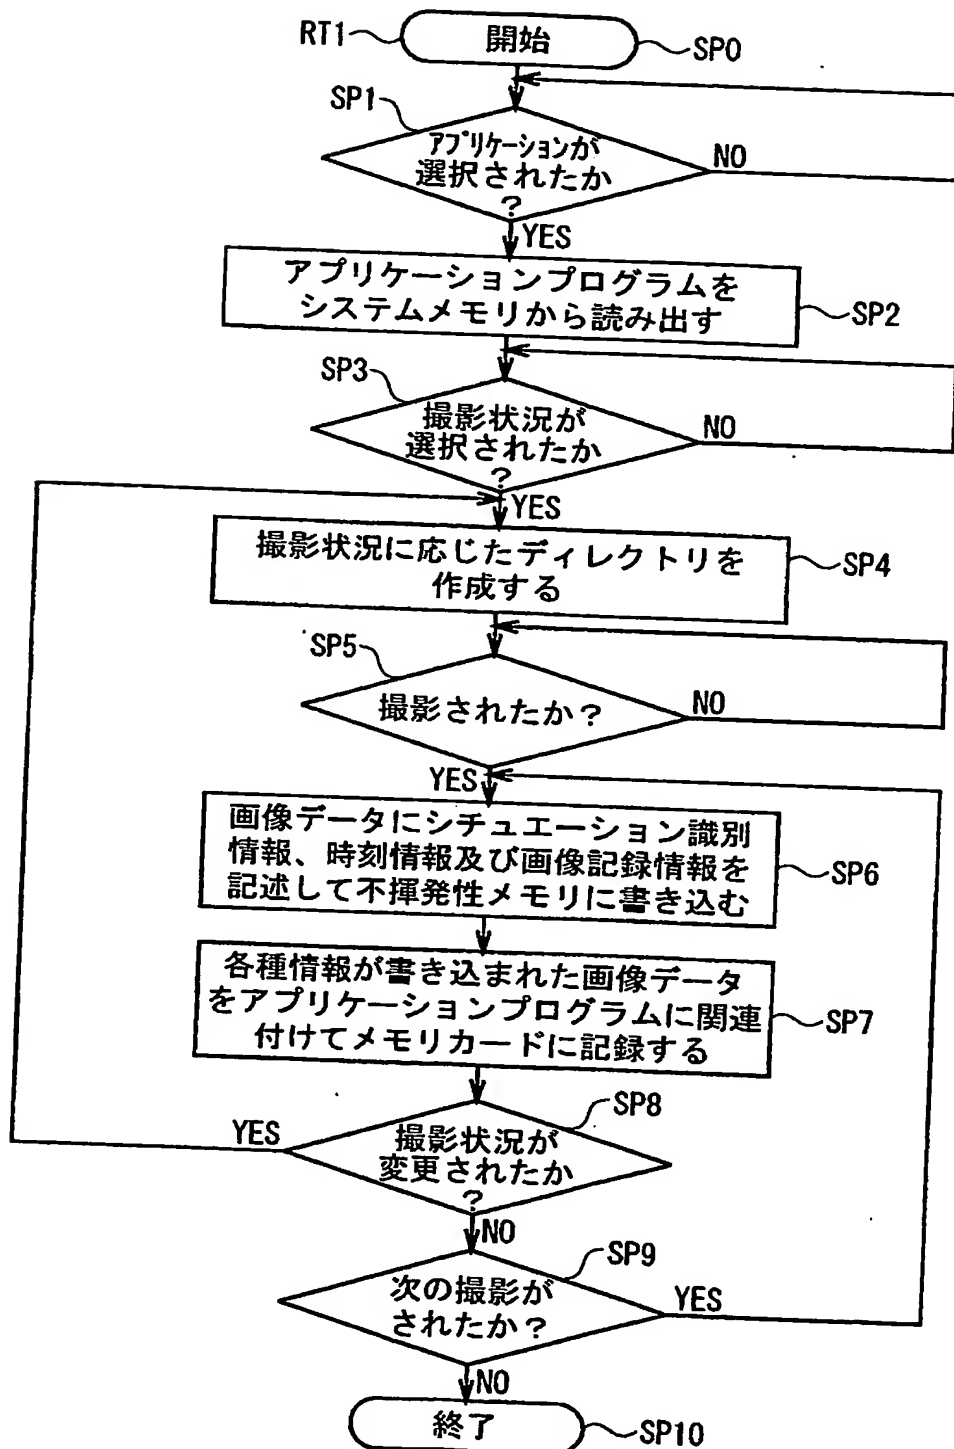 RT1
開始
SP0
SP1
アプリケーションが
選択されたか
?
NO
YES
アプリケーションプログラムを
システムメモリから読み出す
SP2
SP3
撮影状況が
選択されたか
?
NO
YES
撮影状況に応じたディレクトリを
作成する
SP4
SP5
撮影されたか?
NO
YES
画像データにシチュエーション識別
情報、時刻情報及び画像記録情報を
記述して不揮発性メモリに書き込む
SP6
各種情報が書き込まれた画像データ
をアプリケーションプログラムに関連
付けてメモリカードに記録する
SP7
SP8
YES
撮影状況が
変更されたか
?
NO
SP9
次の撮影が
されたか?
YES
NO
終了
SP10